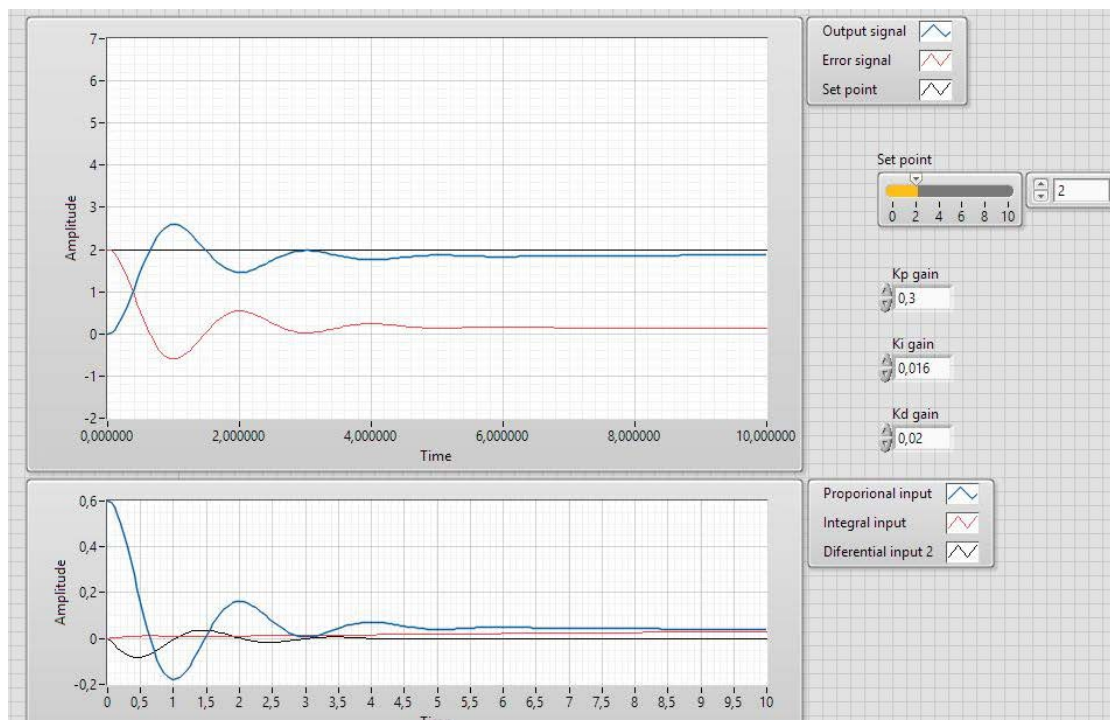 Output signal
Error signal
Set point
7
6
5
4
3
2
1
0
-1
-2
Amplitude
0,000000 2,000000 4,000000 6,000000 8,000000 10,000000
Time
Set point
0 2 4 6 8 10
2
Kp gain
0,3
Ki gain
0,016
Kd gain
0,02
Proporional input
Integral input
Diferential input 2
0,6
0,4
0,2
0
-0,2
Amplitude
0 0,5 1 1,5 2 2,5 3 3,5 4 4,5 5 5,5 6 6,5 7 7,5 8 8,5 9 9,5 10
Time